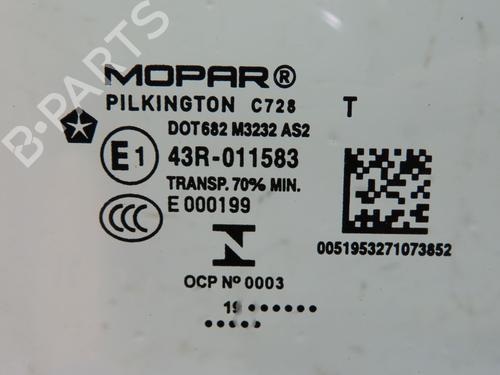 MOPAR®
PILKINGTON C728 T
DOT682 M3232 AS2
E1 43R-011583
TRANSP. 70% MIN.
CCC E 000199
0051953271073852
OCP Nº 0003
19
B-PARTS